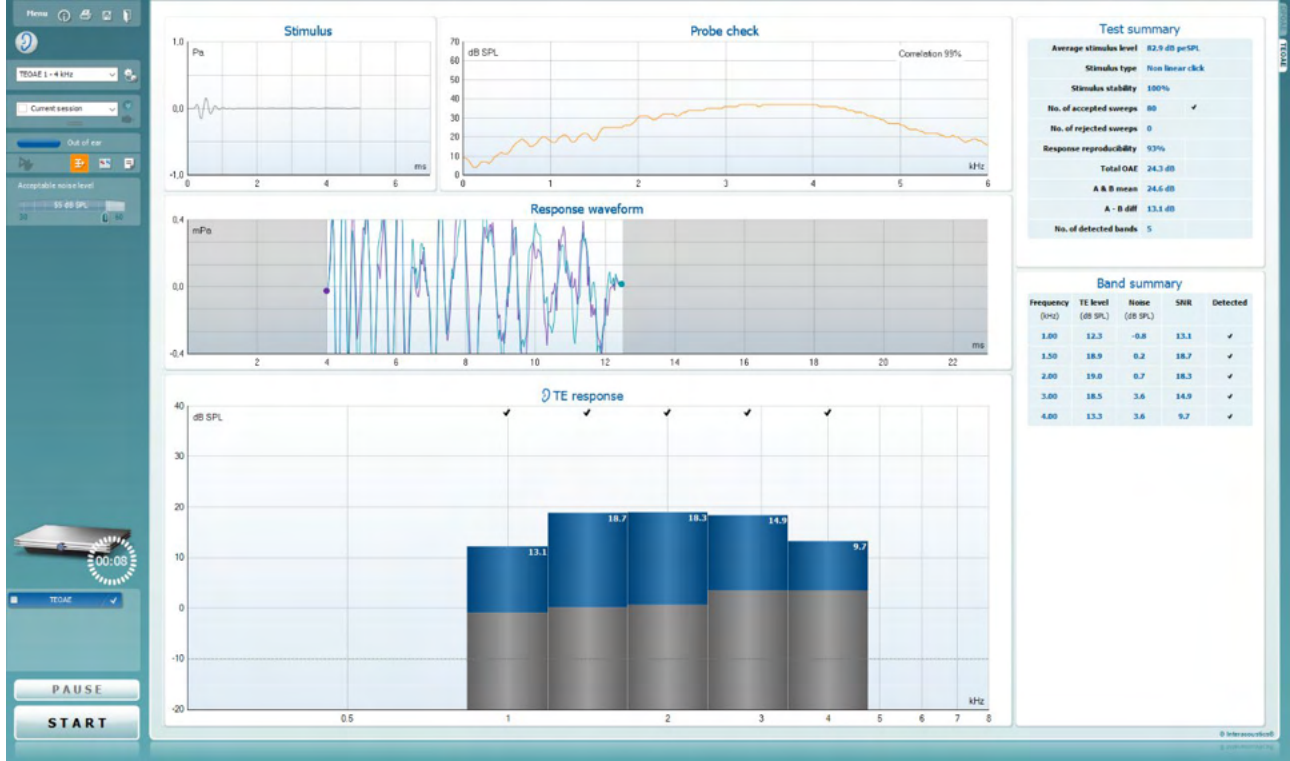 Menu
TEOAE 1 - 4 kHz
Current session
Out of ear
Acceptable noise level
55 dB SPL
30 60
00:08
TEOAE
PAUSE
START
Stimulus
1,0
Pa
0,0
-1,0
ms
0 2 4 6
Probe check
70
dB SPL
Correlation 99%
60
50
40
30
20
10
0
kHz
0 1 2 3 4 5 6
Response waveform
0,4
mPa
0,0
-0,4
ms
2 4 6 8 10 12 14 16 18 20 22
TE response
40
dB SPL
30
20
10
0
-10
-20
13.1 18.7 18.3 14.9 9.7
kHz
0.5 1 2 3 4 5 6 7 8
Test summary
Average stimulus level 82.9 dB peSPL
Stimulus type Non linear click
Stimulus stability 100%
No. of accepted sweeps 80
No. of rejected sweeps 0
Response reproducibility 93%
Total OAE 24.3 dB
A & B mean 24.6 dB
A - B diff 13.1 dB
No. of detected bands 5
Band summary
Frequency TE level Noise SNR Detected
(kHz) (dB SPL) (dB SPL)
1.00 12.3 -0.8 13.1
1.50 18.9 0.2 18.7
2.00 19.0 0.7 18.3
3.00 18.5 3.6 14.9
4.00 13.3 3.6 9.7
TEOAE
© Interacoustics®